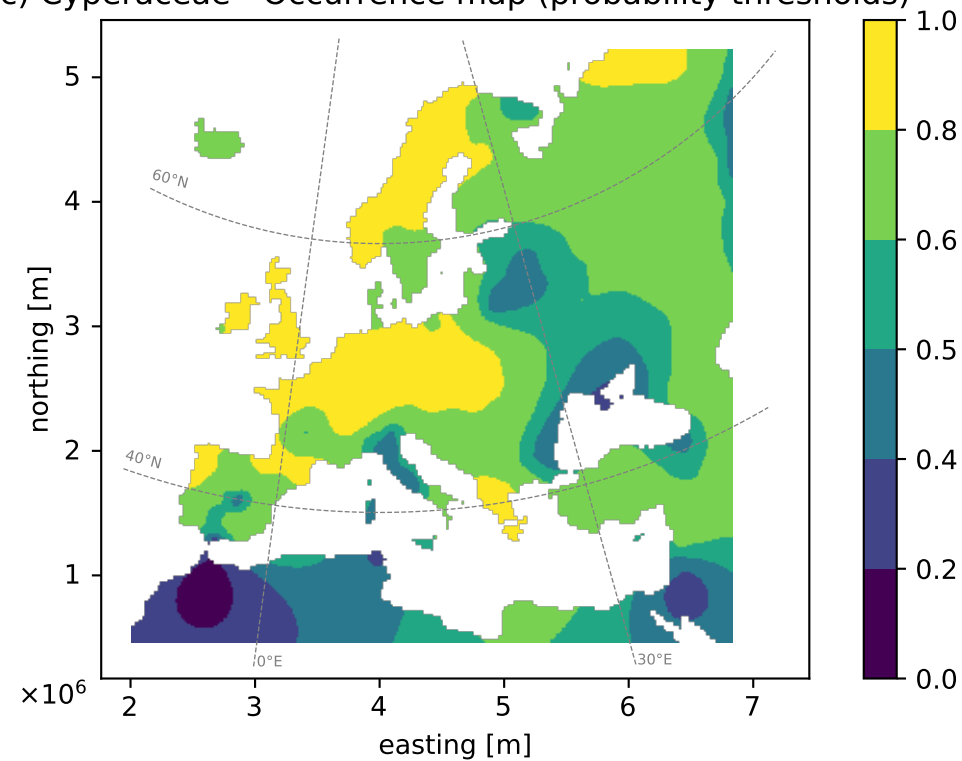 c) Cyperaceae - Occurrence map (probability thresholds)
1.0
0.8
0.6
0.5
0.4
0.2
0.0
5
4
3
2
1
northing [m]
60°N
40°N
0°E
30°E
×10⁶
2 3 4 5 6 7
easting [m]